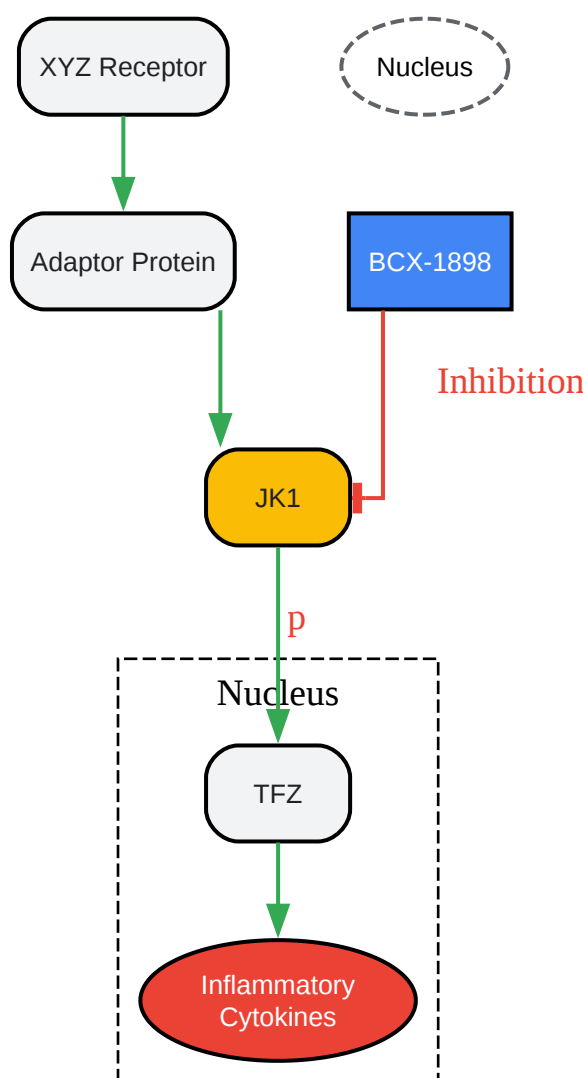 XYZ Receptor
Nucleus
Adaptor Protein
BCX-1898
Inhibition
JK1
p
Nucleus
TFZ
Inflammatory
Cytokines